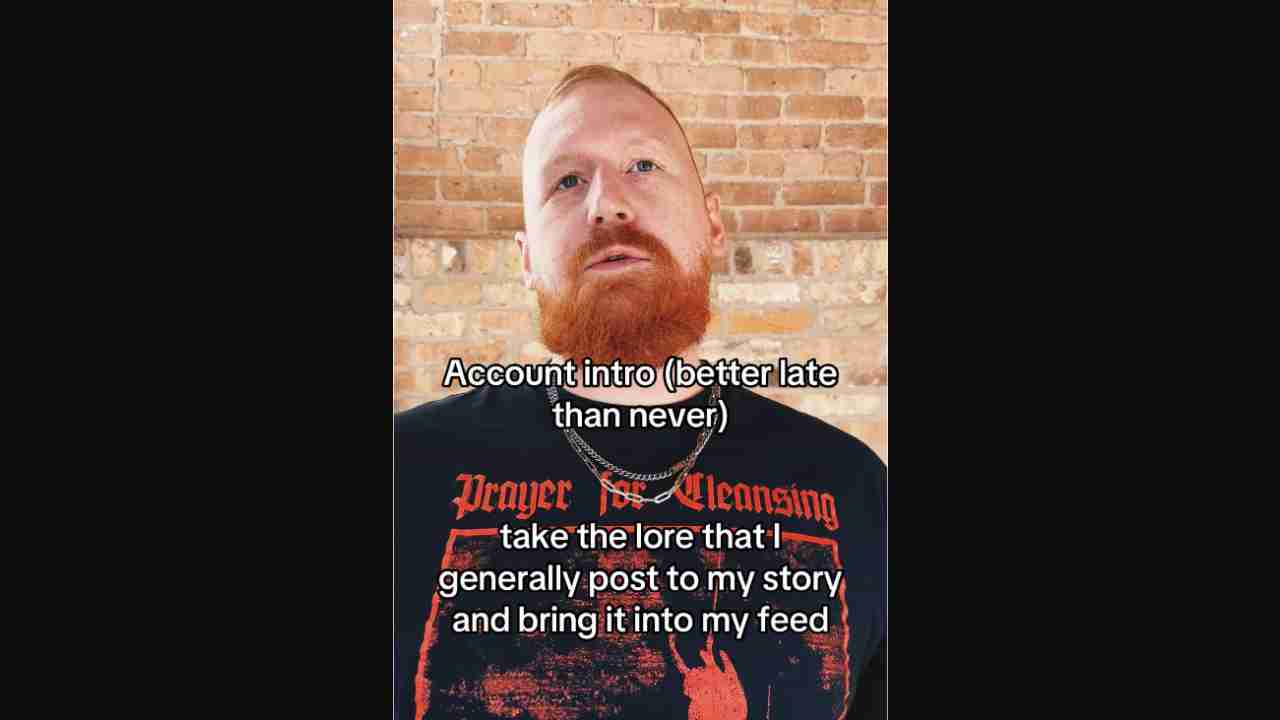 Account intro (better late
than never)
Prayer for Cleansing
take the lore that I
generally post to my story
and bring it into my feed